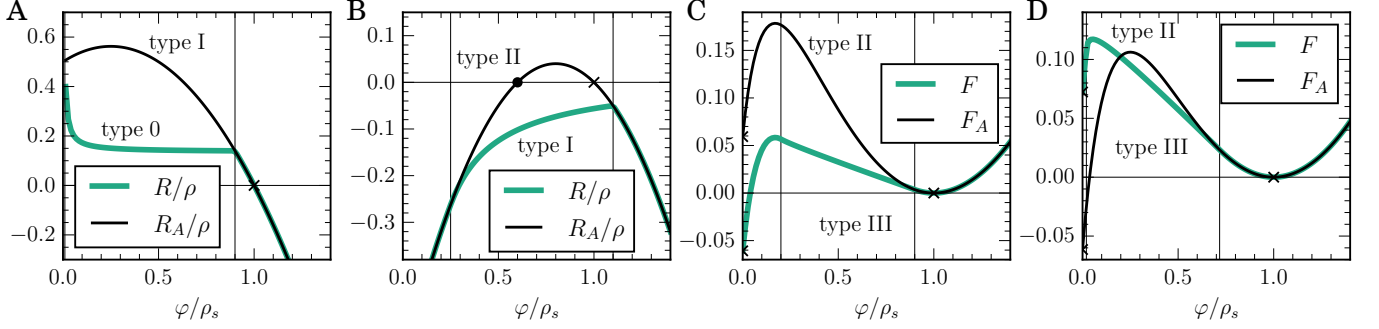 A
0.6
0.4
0.2
0.0
−0.2
type I
type 0
R/ρ
R_A/ρ
0.0
0.5
1.0
φ/ρ_s
B
0.1
0.0
−0.1
−0.2
−0.3
type II
type I
R/ρ
R_A/ρ
0.0
0.5
1.0
φ/ρ_s
C
0.15
0.10
0.05
0.00
−0.05
type II
F
F_A
type III
0.0
0.5
1.0
φ/ρ_s
D
0.10
0.05
0.00
−0.05
type II
F
F_A
type III
0.0
0.5
1.0
φ/ρ_s